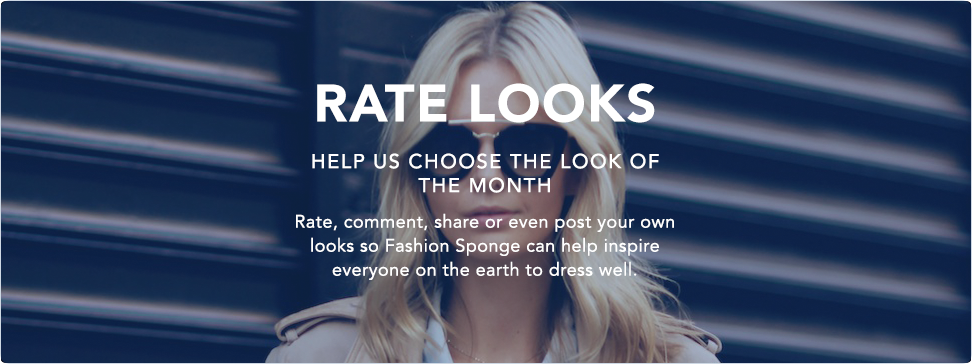 RATE LOOKS
HELP US CHOOSE THE LOOK OF
THE MONTH
Rate, comment, share or even post your own
looks so Fashion Sponge can help inspire
everyone on the earth to dress well.